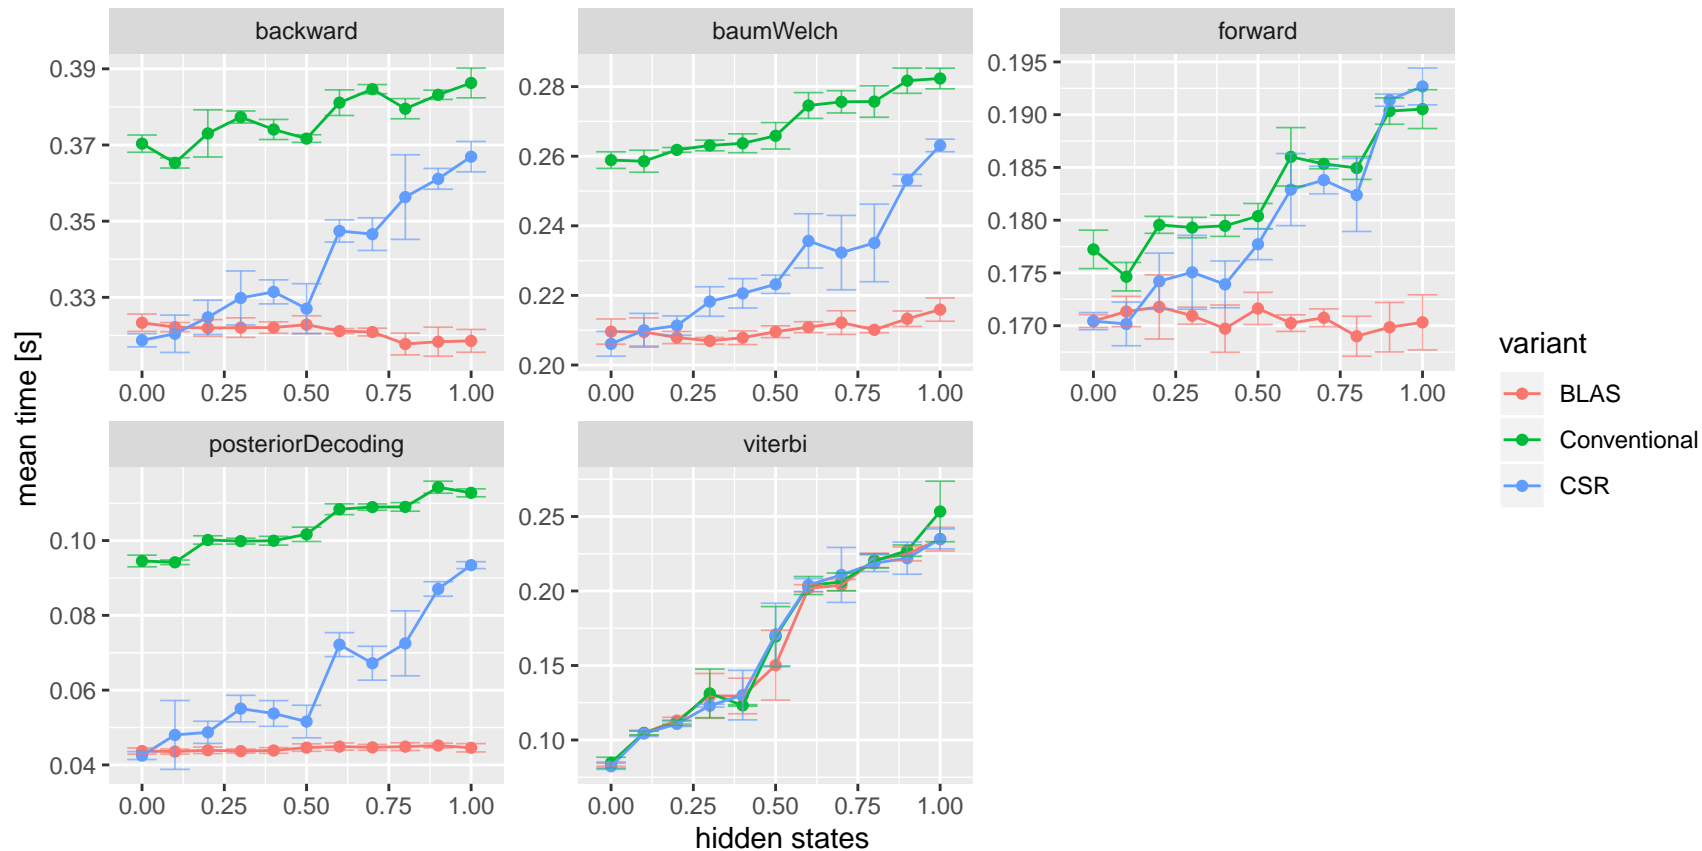 backward
baumWelch
forward
0.39
0.37
0.35
0.33
0.28
0.26
0.24
0.22
0.20
0.195
0.190
0.185
0.180
0.175
0.170
0.00 0.25 0.50 0.75 1.00
0.00 0.25 0.50 0.75 1.00
0.00 0.25 0.50 0.75 1.00
posteriorDecoding
viterbi
0.10
0.08
0.06
0.04
0.25
0.20
0.15
0.10
0.00 0.25 0.50 0.75 1.00
0.00 0.25 0.50 0.75 1.00
mean time [s]
hidden states
variant
BLAS
Conventional
CSR